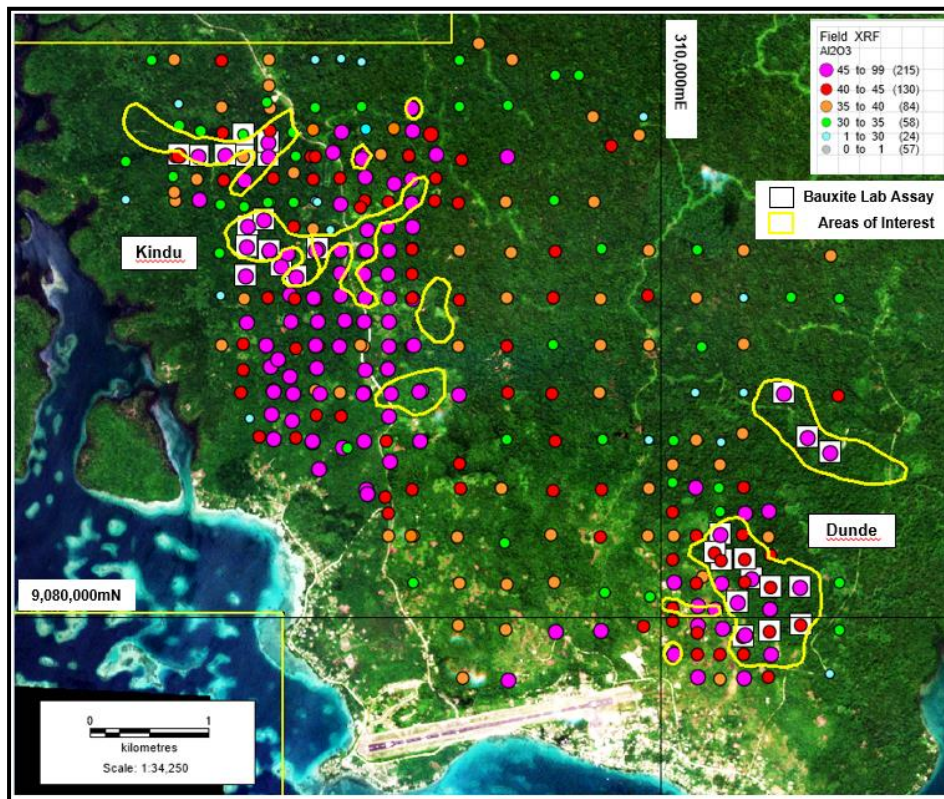 310,000mE
Field XRF
Al2O3
45 to 99 (215)
40 to 45 (130)
35 to 40 (84)
30 to 35 (58)
1 to 30 (24)
0 to 1 (57)
Bauxite Lab Assay
Areas of Interest
Kindu
Dunde
9,080,000mN
0 1
kilometres
Scale: 1:34,250